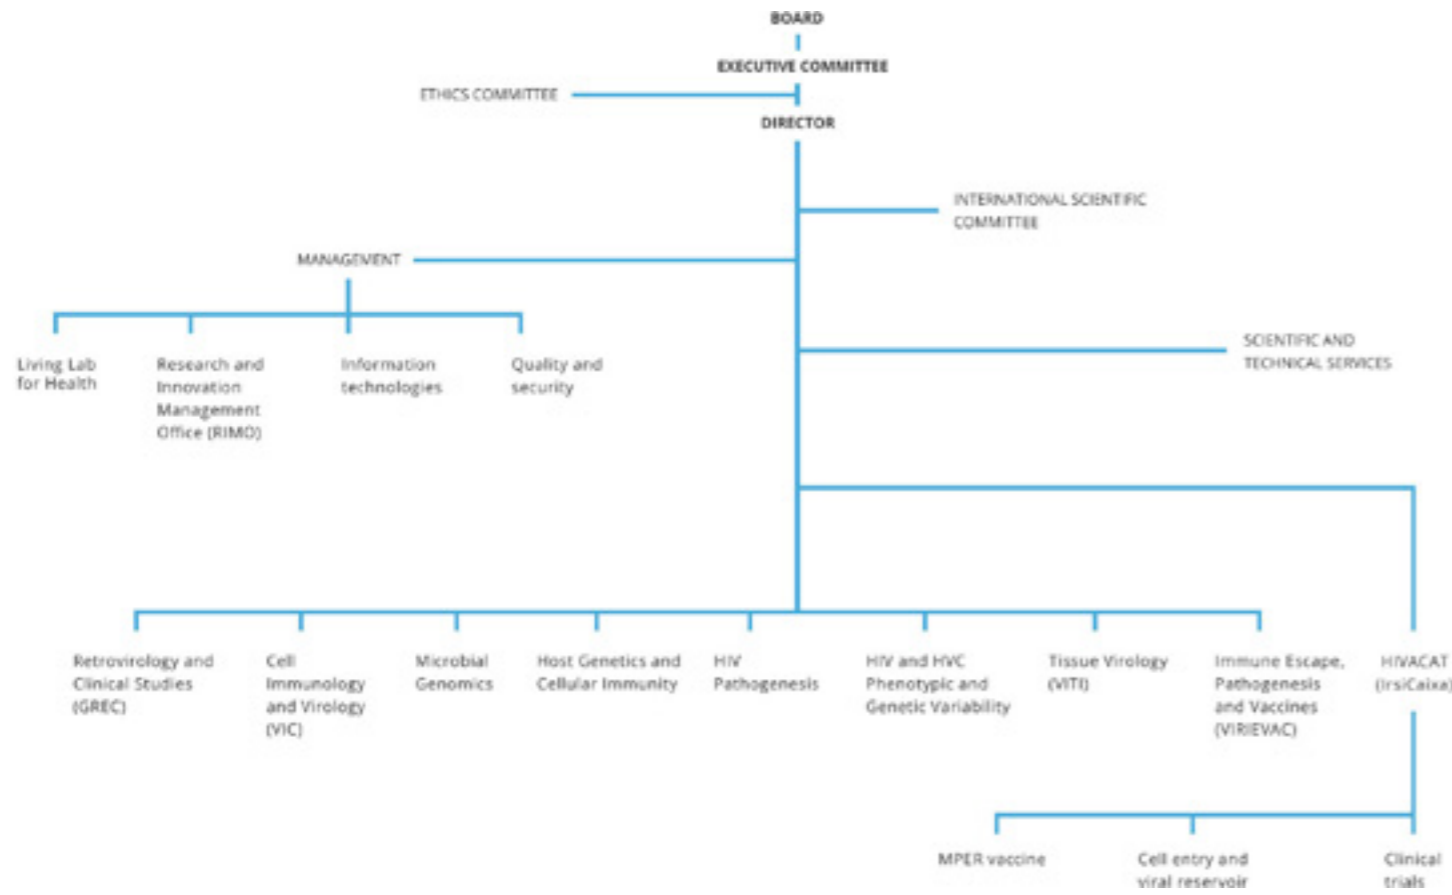 BOARD
EXECUTIVE COMMITTEE
ETHICS COMMITTEE
DIRECTOR
INTERNATIONAL SCIENTIFIC
COMMITTEE
MANAGEMENT
SCIENTIFIC AND
TECHNICAL SERVICES
Living Lab
for Health
Research and
Innovation
Management
Office (RIMO)
Information
technologies
Quality and
security
Retrovirology and
Clinical Studies
(GREC)
Cell
Immunology
and Virology
(VIC)
Microbial
Genomics
Host Genetics and
Cellular Immunity
HIV
Pathogenesis
HIV and HVC
Phenotypic and
Genetic Variability
Tissue Virology
(VITI)
Immune Escape,
Pathogenesis
and Vaccines
(VIRIEVAC)
HIVACAT
(IrsiCaixa)
MPER vaccine
Cell entry and
viral reservoir
Clinical
trials